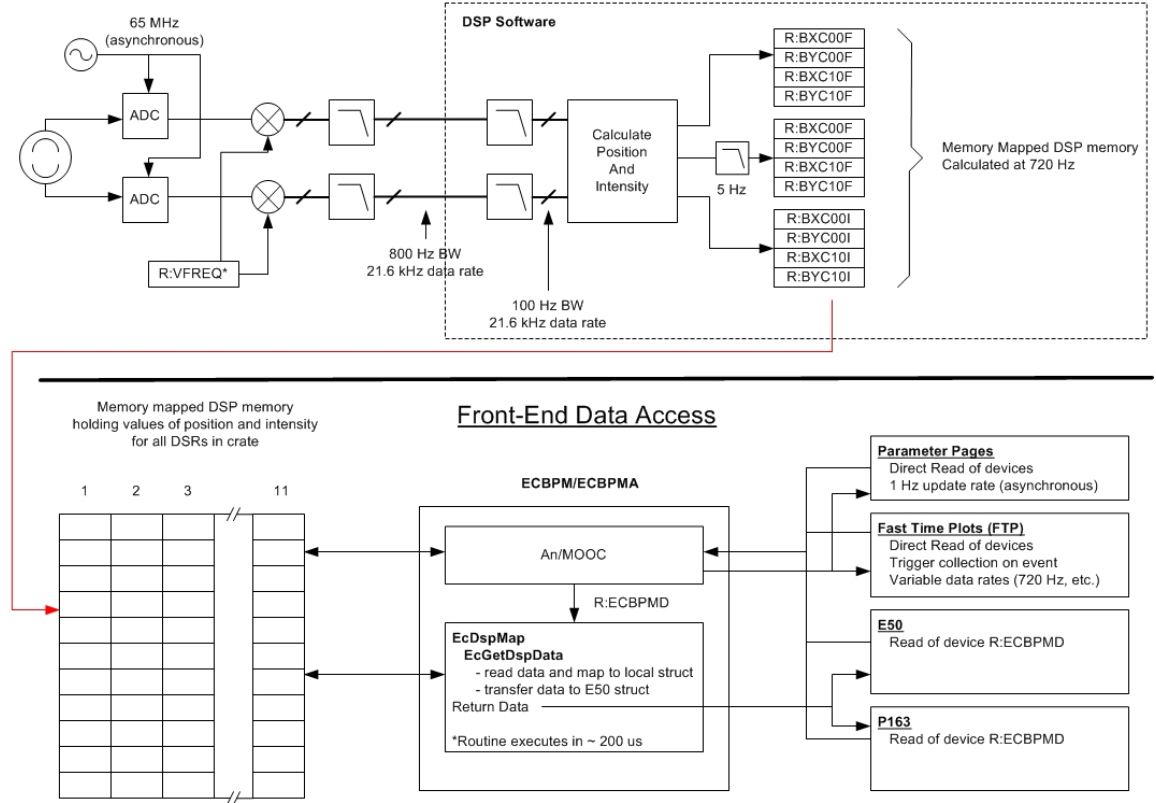 65 MHz
(asynchronous)
DSP Software
ADC
ADC
R:VFREQ*
800 Hz BW
21.6 kHz data rate
100 Hz BW
21.6 kHz data rate
Calculate
Position
And
Intensity
5 Hz
R:BXC00F
R:BYC00F
R:BXC10F
R:BYC10F
R:BXC00F
R:BYC00F
R:BXC10F
R:BYC10F
R:BXC00I
R:BYC00I
R:BXC10I
R:BYC10I
Memory Mapped DSP memory
Calculated at 720 Hz
Front-End Data Access
Memory mapped DSP memory
holding values of position and intensity
for all DSRs in crate
1 2 3 11
ECBPM/ECBPMA
An/MOOC
R:ECBPMD
EcDspMap
EcGetDspData
- read data and map to local struct
- transfer data to E50 struct
Return Data
*Routine executes in ~ 200 us
Parameter Pages
Direct Read of devices
1 Hz update rate (asynchronous)
Fast Time Plots (FTP)
Direct Read of devices
Trigger collection on event
Variable data rates (720 Hz, etc.)
E50
Read of device R:ECBPMD
P163
Read of device R:ECBPMD